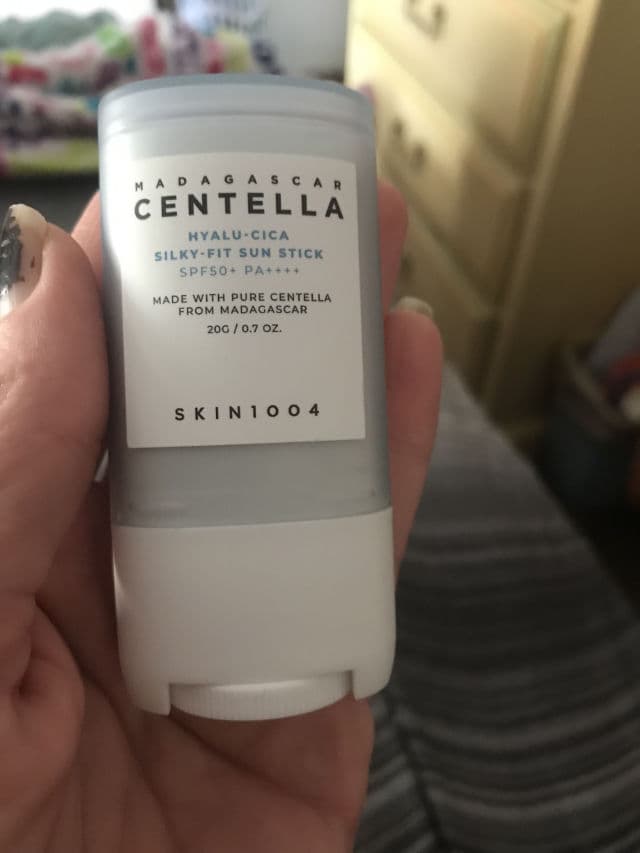 MADAGASCAR
CENTELLA
HYALU-CICA
SILKY-FIT SUN STICK
SPF50+ PA++++
MADE WITH PURE CENTELLA
FROM MADAGASCAR
20G / 0.7 OZ.
SKIN1004